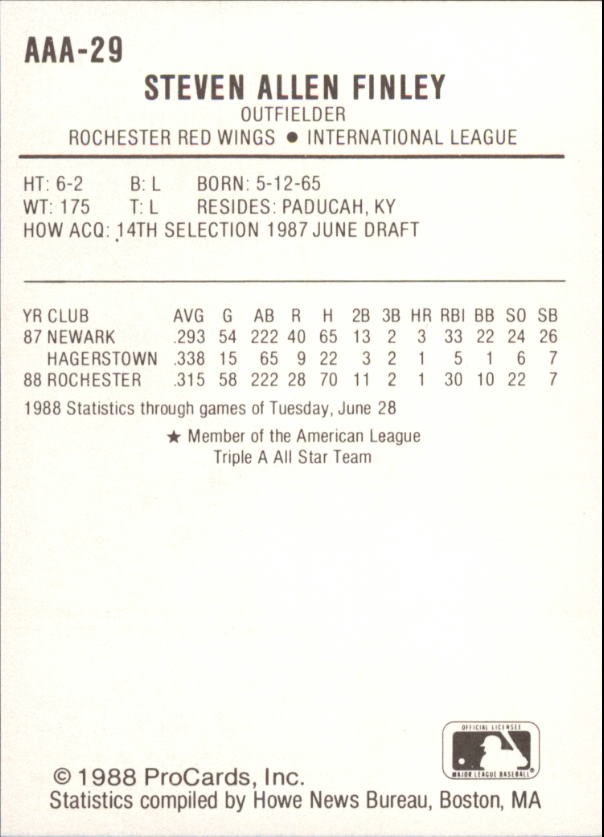 AAA-29
STEVEN ALLEN FINLEY
OUTFIELDER
ROCHESTER RED WINGS ● INTERNATIONAL LEAGUE
HT: 6-2 B: L BORN: 5-12-65
WT: 175 T: L RESIDES: PADUCAH, KY
HOW ACQ: 14TH SELECTION 1987 JUNE DRAFT
YR CLUB AVG G AB R H 2B 3B HR RBI BB SO SB
87 NEWARK .293 54 222 40 65 13 2 3 33 22 24 26
HAGERSTOWN .338 15 65 9 22 3 2 1 5 1 6 7
88 ROCHESTER .315 58 222 28 70 11 2 1 30 10 22 7
1988 Statistics through games of Tuesday, June 28
★ Member of the American League
Triple A All Star Team
OFFICIAL LICENSEE
MAJOR LEAGUE BASEBALL®
© 1988 ProCards, Inc.
Statistics compiled by Howe News Bureau, Boston, MA